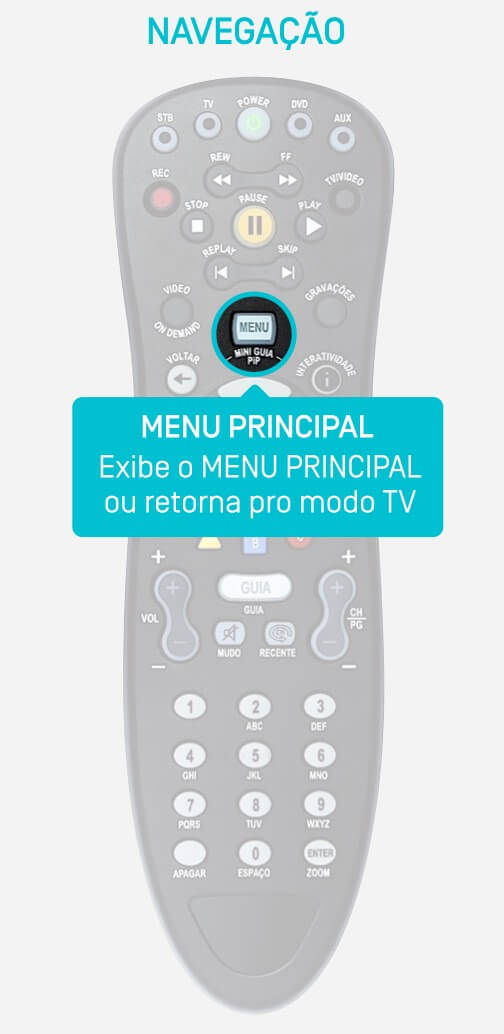 NAVEGAÇÃO
POWER
TV DVD
STB AUX
REW FF
REC TV/VIDEO
PAUSE
STOP PLAY
REPLAY SKIP
VIDEO GRAVAÇÕES
MENU
ON DEMAND
MINI GUIA
PiP
VOLTAR INTERATIVIDADE
i
MENU PRINCIPAL
Exibe o MENU PRINCIPAL
ou retorna pro modo TV
B
+ +
+ GUIA +
GUIA
VOL CH
PG
- -
MUDO RECENTE
- -
1 2 3
ABC DEF
4 5 6
GHI JKL MNO
7 8 9
PQRS TUV WXYZ
0 ENTER
APAGAR ESPAÇO ZOOM